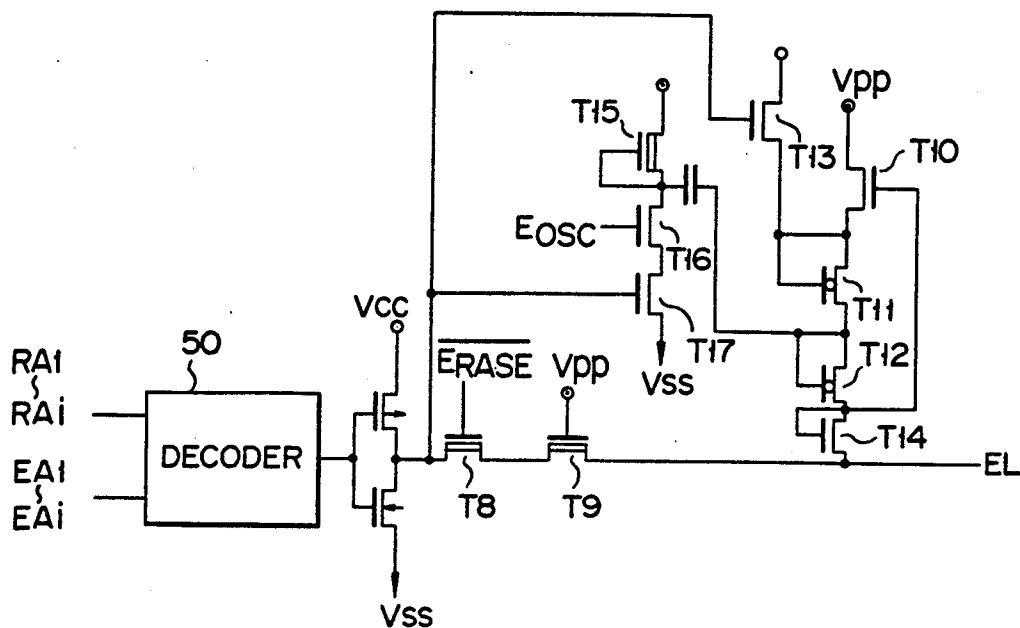 Vpp
T15
T13
T10
EOSC
T16
T11
VCC
T17
T12
50
ERASE
Vpp
VSS
RA1
RAi
T14
DECODER
EL
EA1
EAi
T8
T9
VSS